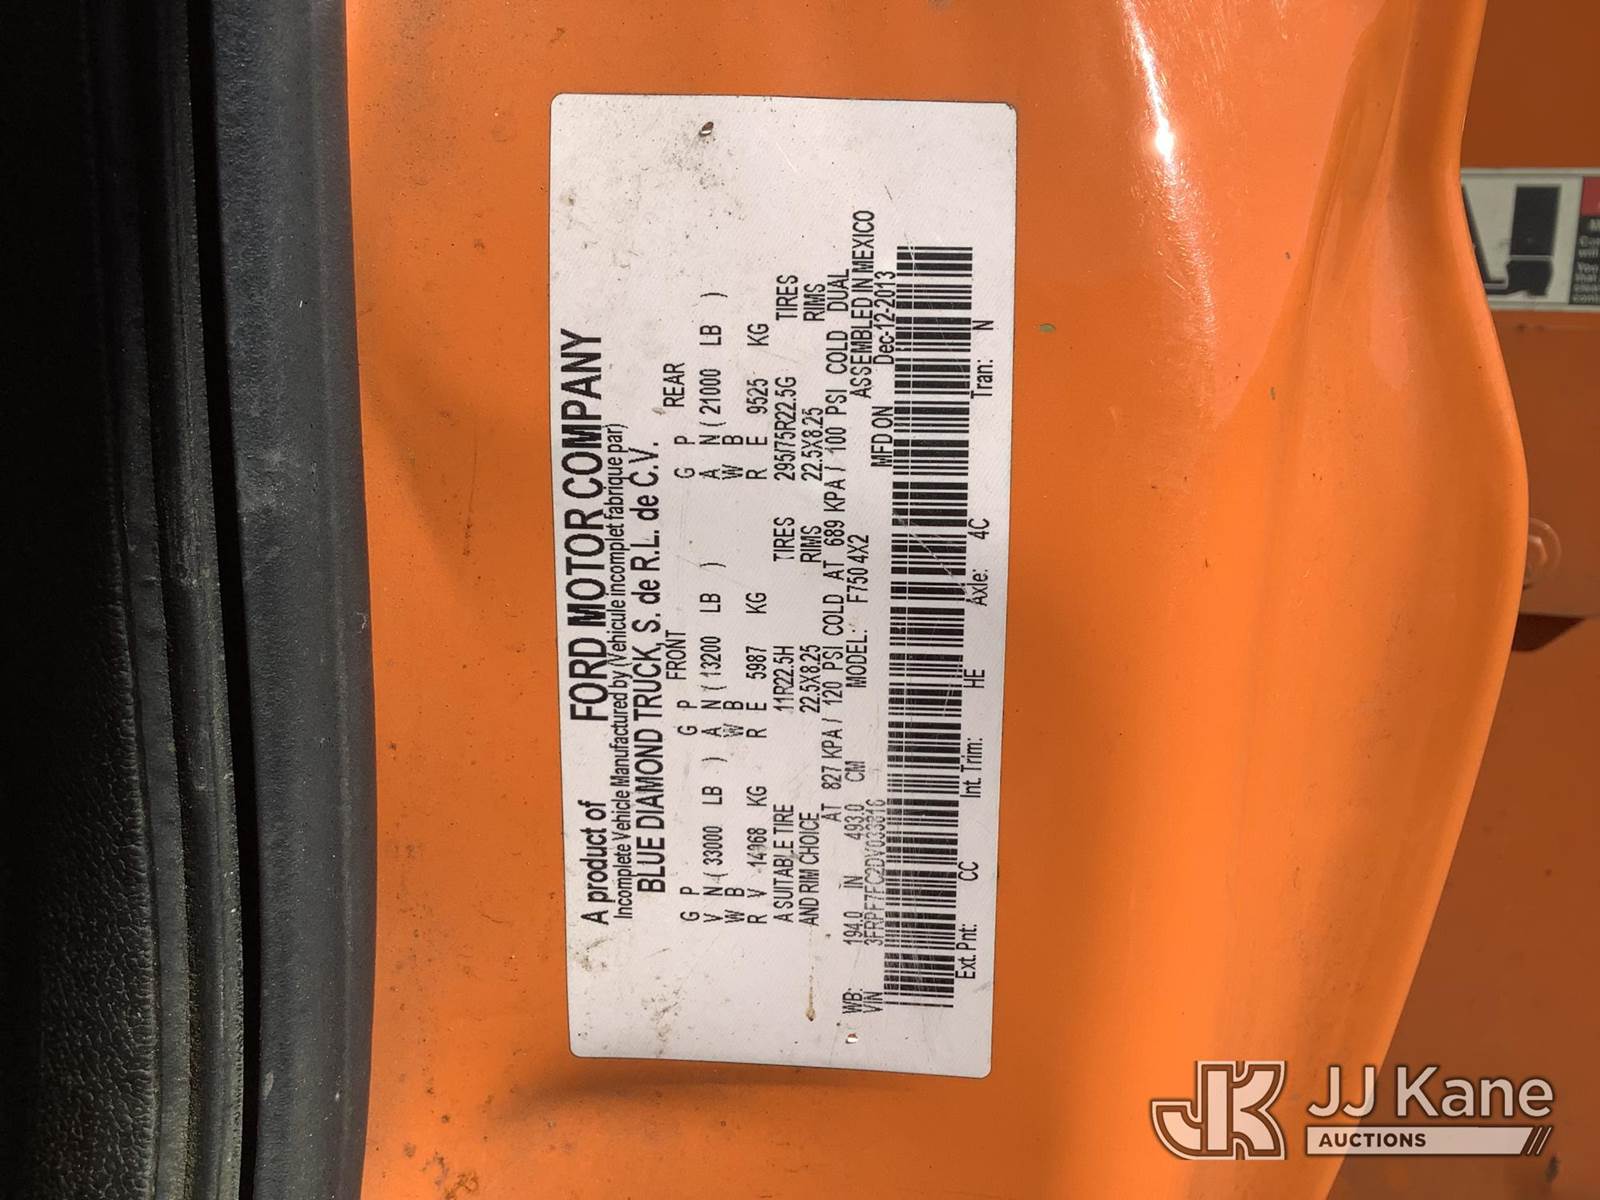 A product of FORD MOTOR COMPANY
Incomplete Vehicle Manufactured by (Vehicule incomplet fabrique par)
BLUE DIAMOND TRUCK, S. de R.L. de C.V.
FRONT REAR
G P G P G P
V N ( 33000 LB ) A N ( 13200 LB ) A N ( 21000 LB )
W B W B W B
R V 14968 KG R E 5987 KG R E 9525 KG
A SUITABLE TIRE 11R22.5H TIRES 295/75R22.5G TIRES
AND RIM CHOICE 22.5X8.25 RIMS 22.5X8.25 RIMS
AT 827 KPA / 120 PSI COLD AT 689 KPA / 100 PSI COLD DUAL
WB: 194.0 IN 493.0 CM MODEL: F750 4X2 ASSEMBLED IN MEXICO
VIN MFD ON Dec-12-2013
Ext. Pnt: CC Int. Trim: HE Axle: 4C Tran: N
JK JJ Kane
AUCTIONS